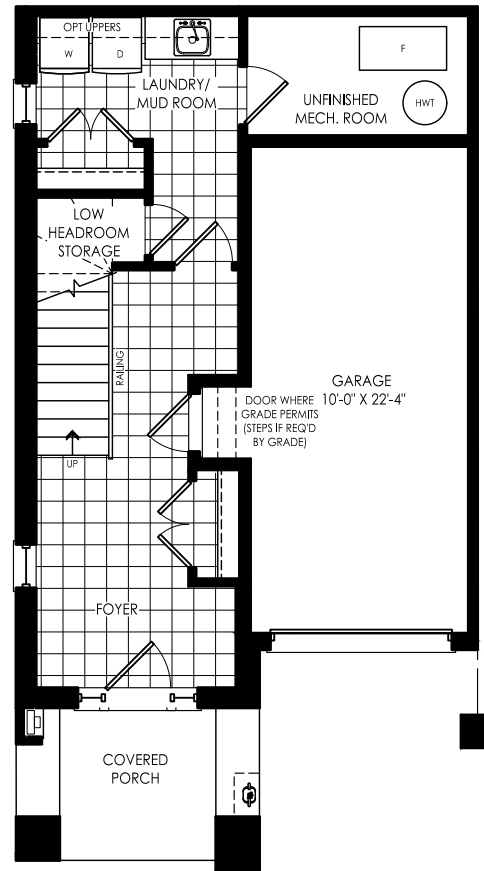 OPT UPPERS
W
D
F
LAUNDRY/
MUD ROOM
UNFINISHED
MECH. ROOM
HWT
LOW
HEADROOM
STORAGE
RAILING
GARAGE
10'-0" X 22'-4"
DOOR WHERE
GRADE PERMITS
(STEPS IF REQ'D
BY GRADE)
UP
FOYER
COVERED
PORCH